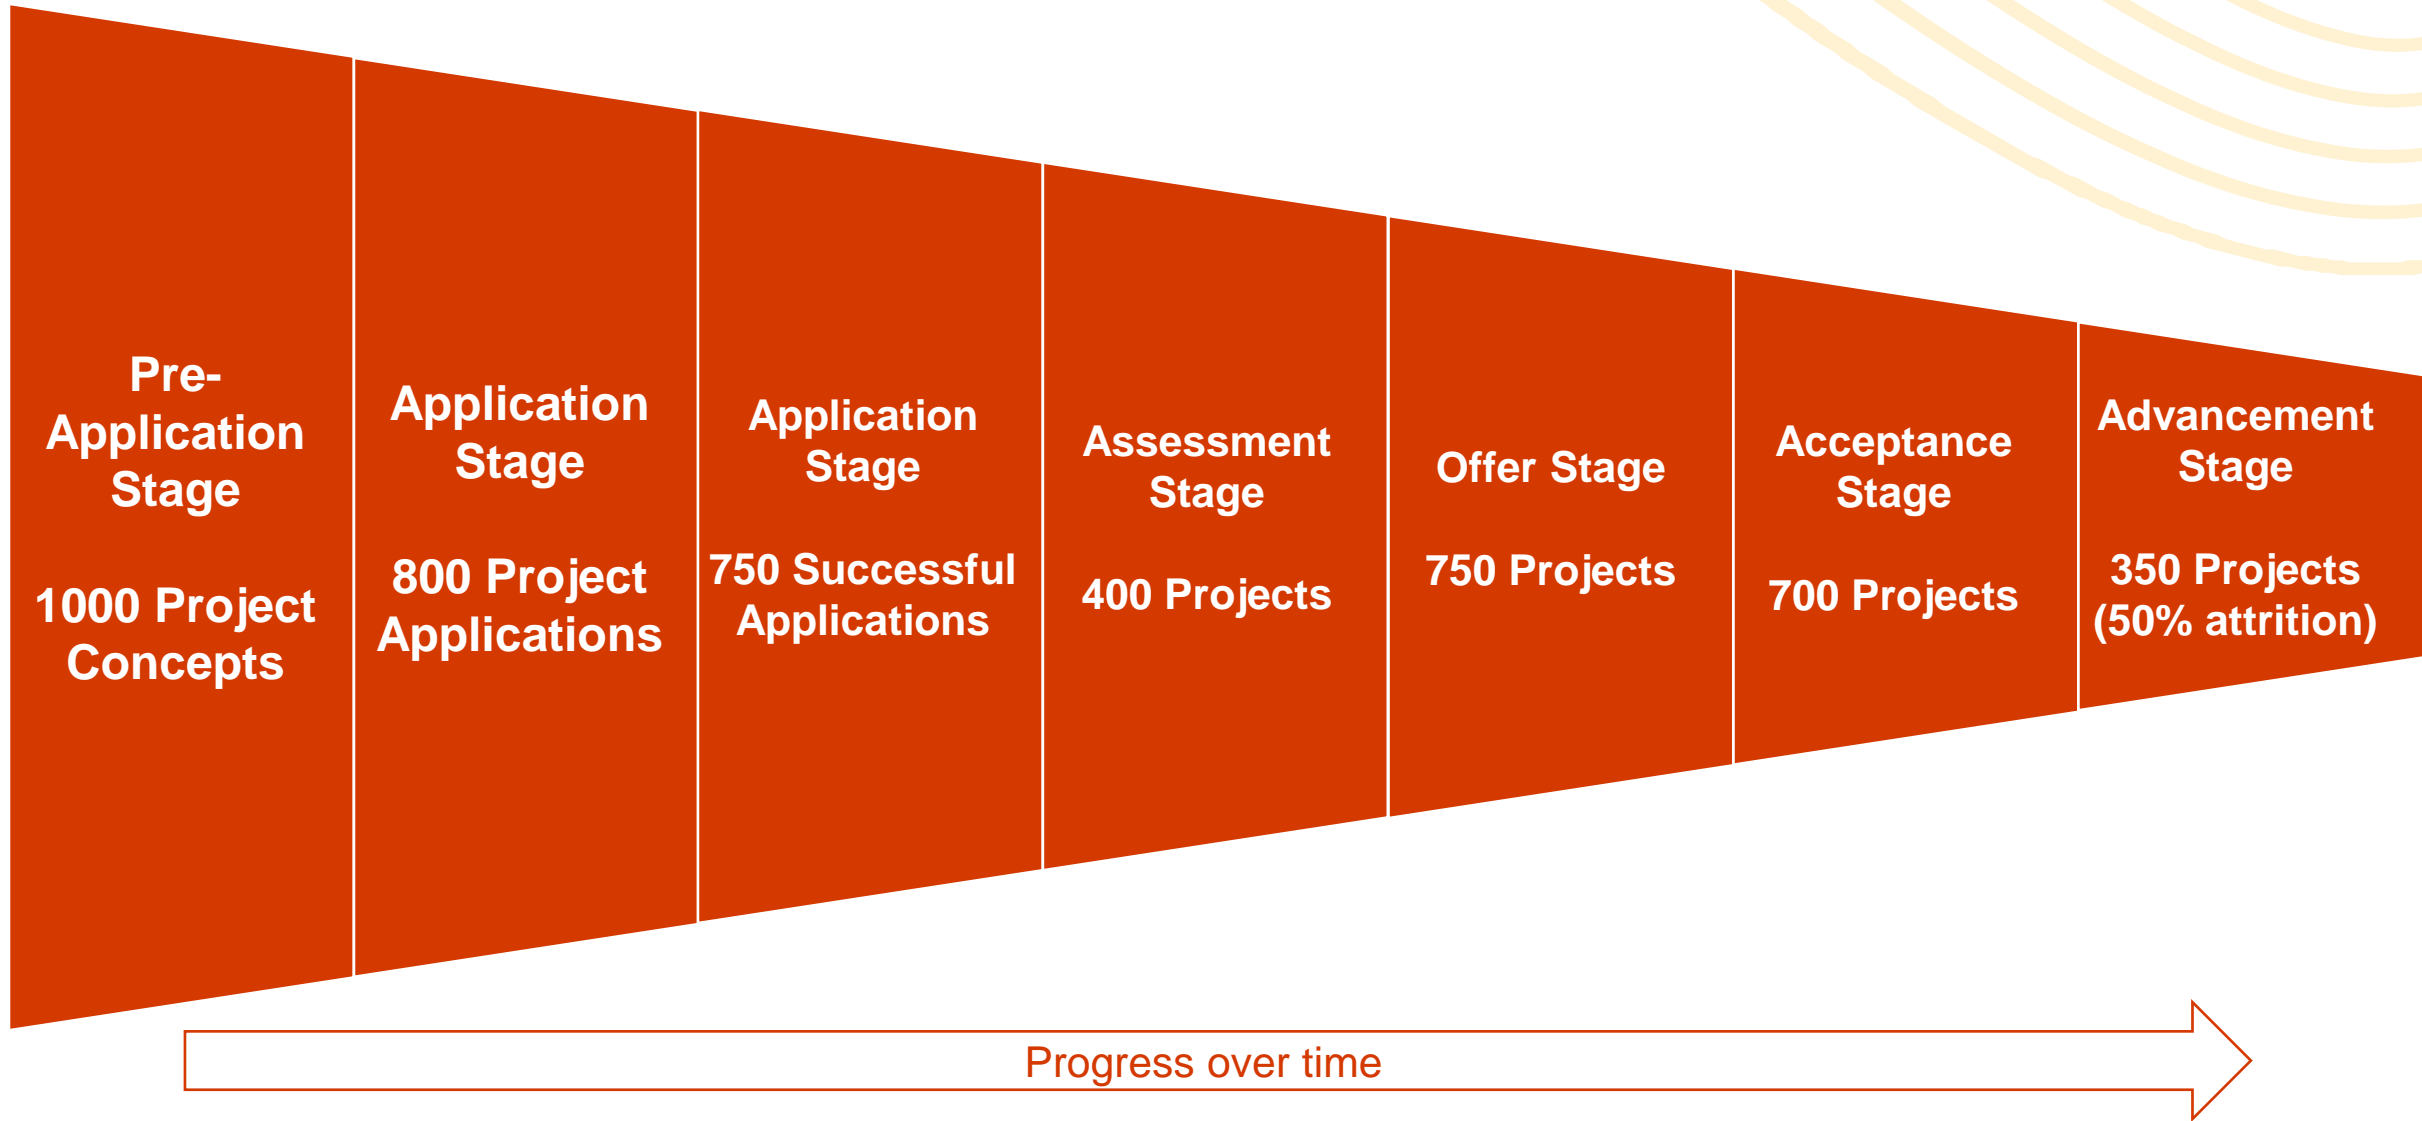 Pre-
Application
Stage
1000 Project
Concepts
Application
Stage
800 Project
Applications
Application
Stage
750 Successful
Applications
Assessment
Stage
400 Projects
Offer Stage
750 Projects
Acceptance
Stage
700 Projects
Advancement
Stage
350 Projects
(50% attrition)
Progress over time